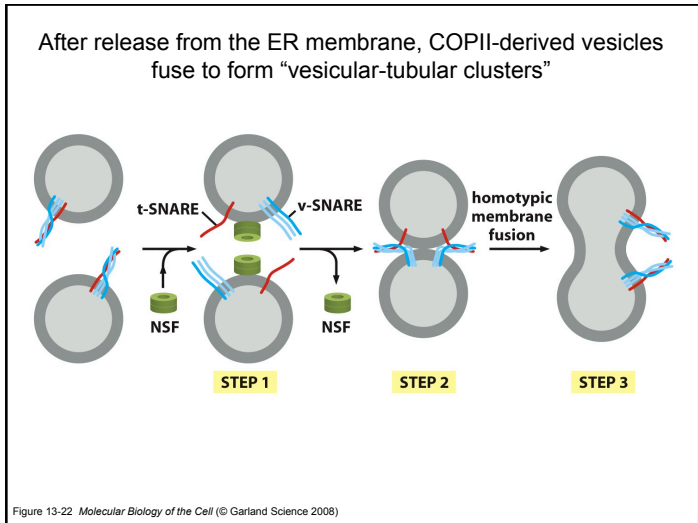 After release from the ER membrane, COPII-derived vesicles
fuse to form “vesicular-tubular clusters”
t-SNARE
v-SNARE
homotypic
membrane
fusion
NSF
NSF
STEP 1
STEP 2
STEP 3
Figure 13-22 Molecular Biology of the Cell (© Garland Science 2008)